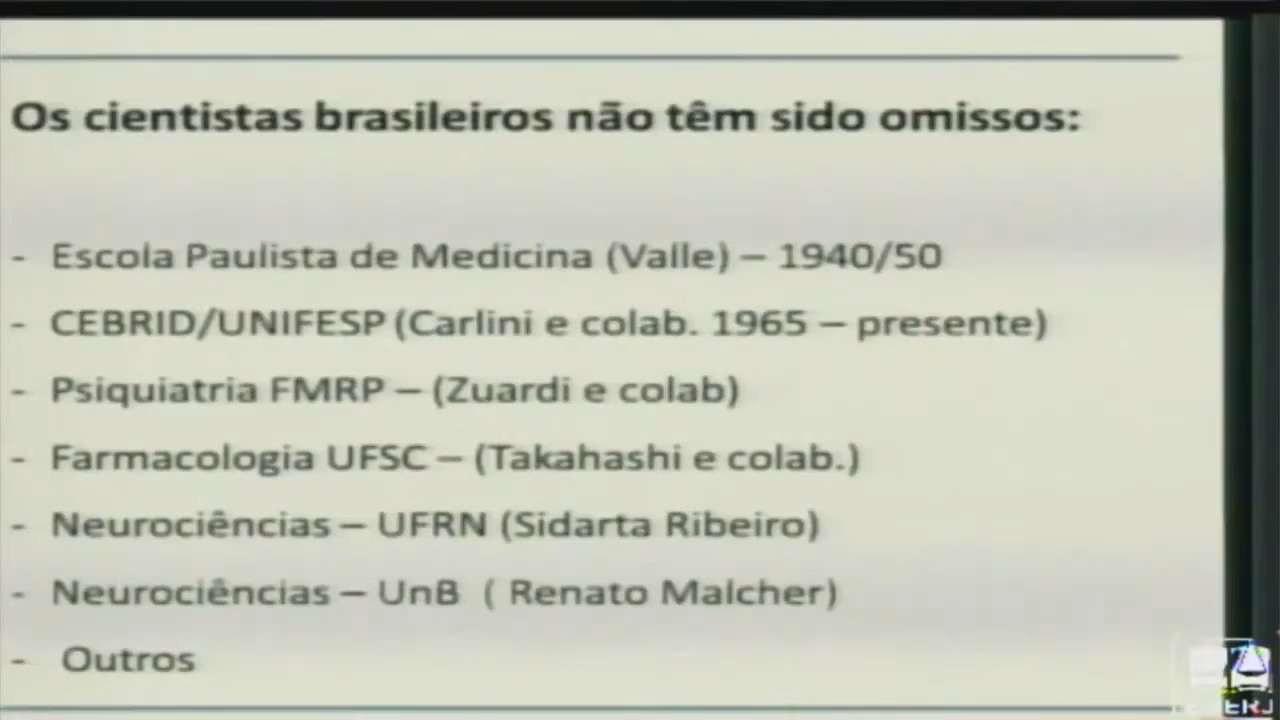 Os cientistas brasileiros não têm sido omissos:
- Escola Paulista de Medicina (Valle) – 1940/50
- CEBRID/UNIFESP (Carlini e colab. 1965 – presente)
- Psiquiatria FMRP – (Zuardi e colab)
- Farmacologia UFSC – (Takahashi e colab.)
- Neurociências – UFRN (Sidarta Ribeiro)
- Neurociências – UnB ( Renato Malcher)
- Outros